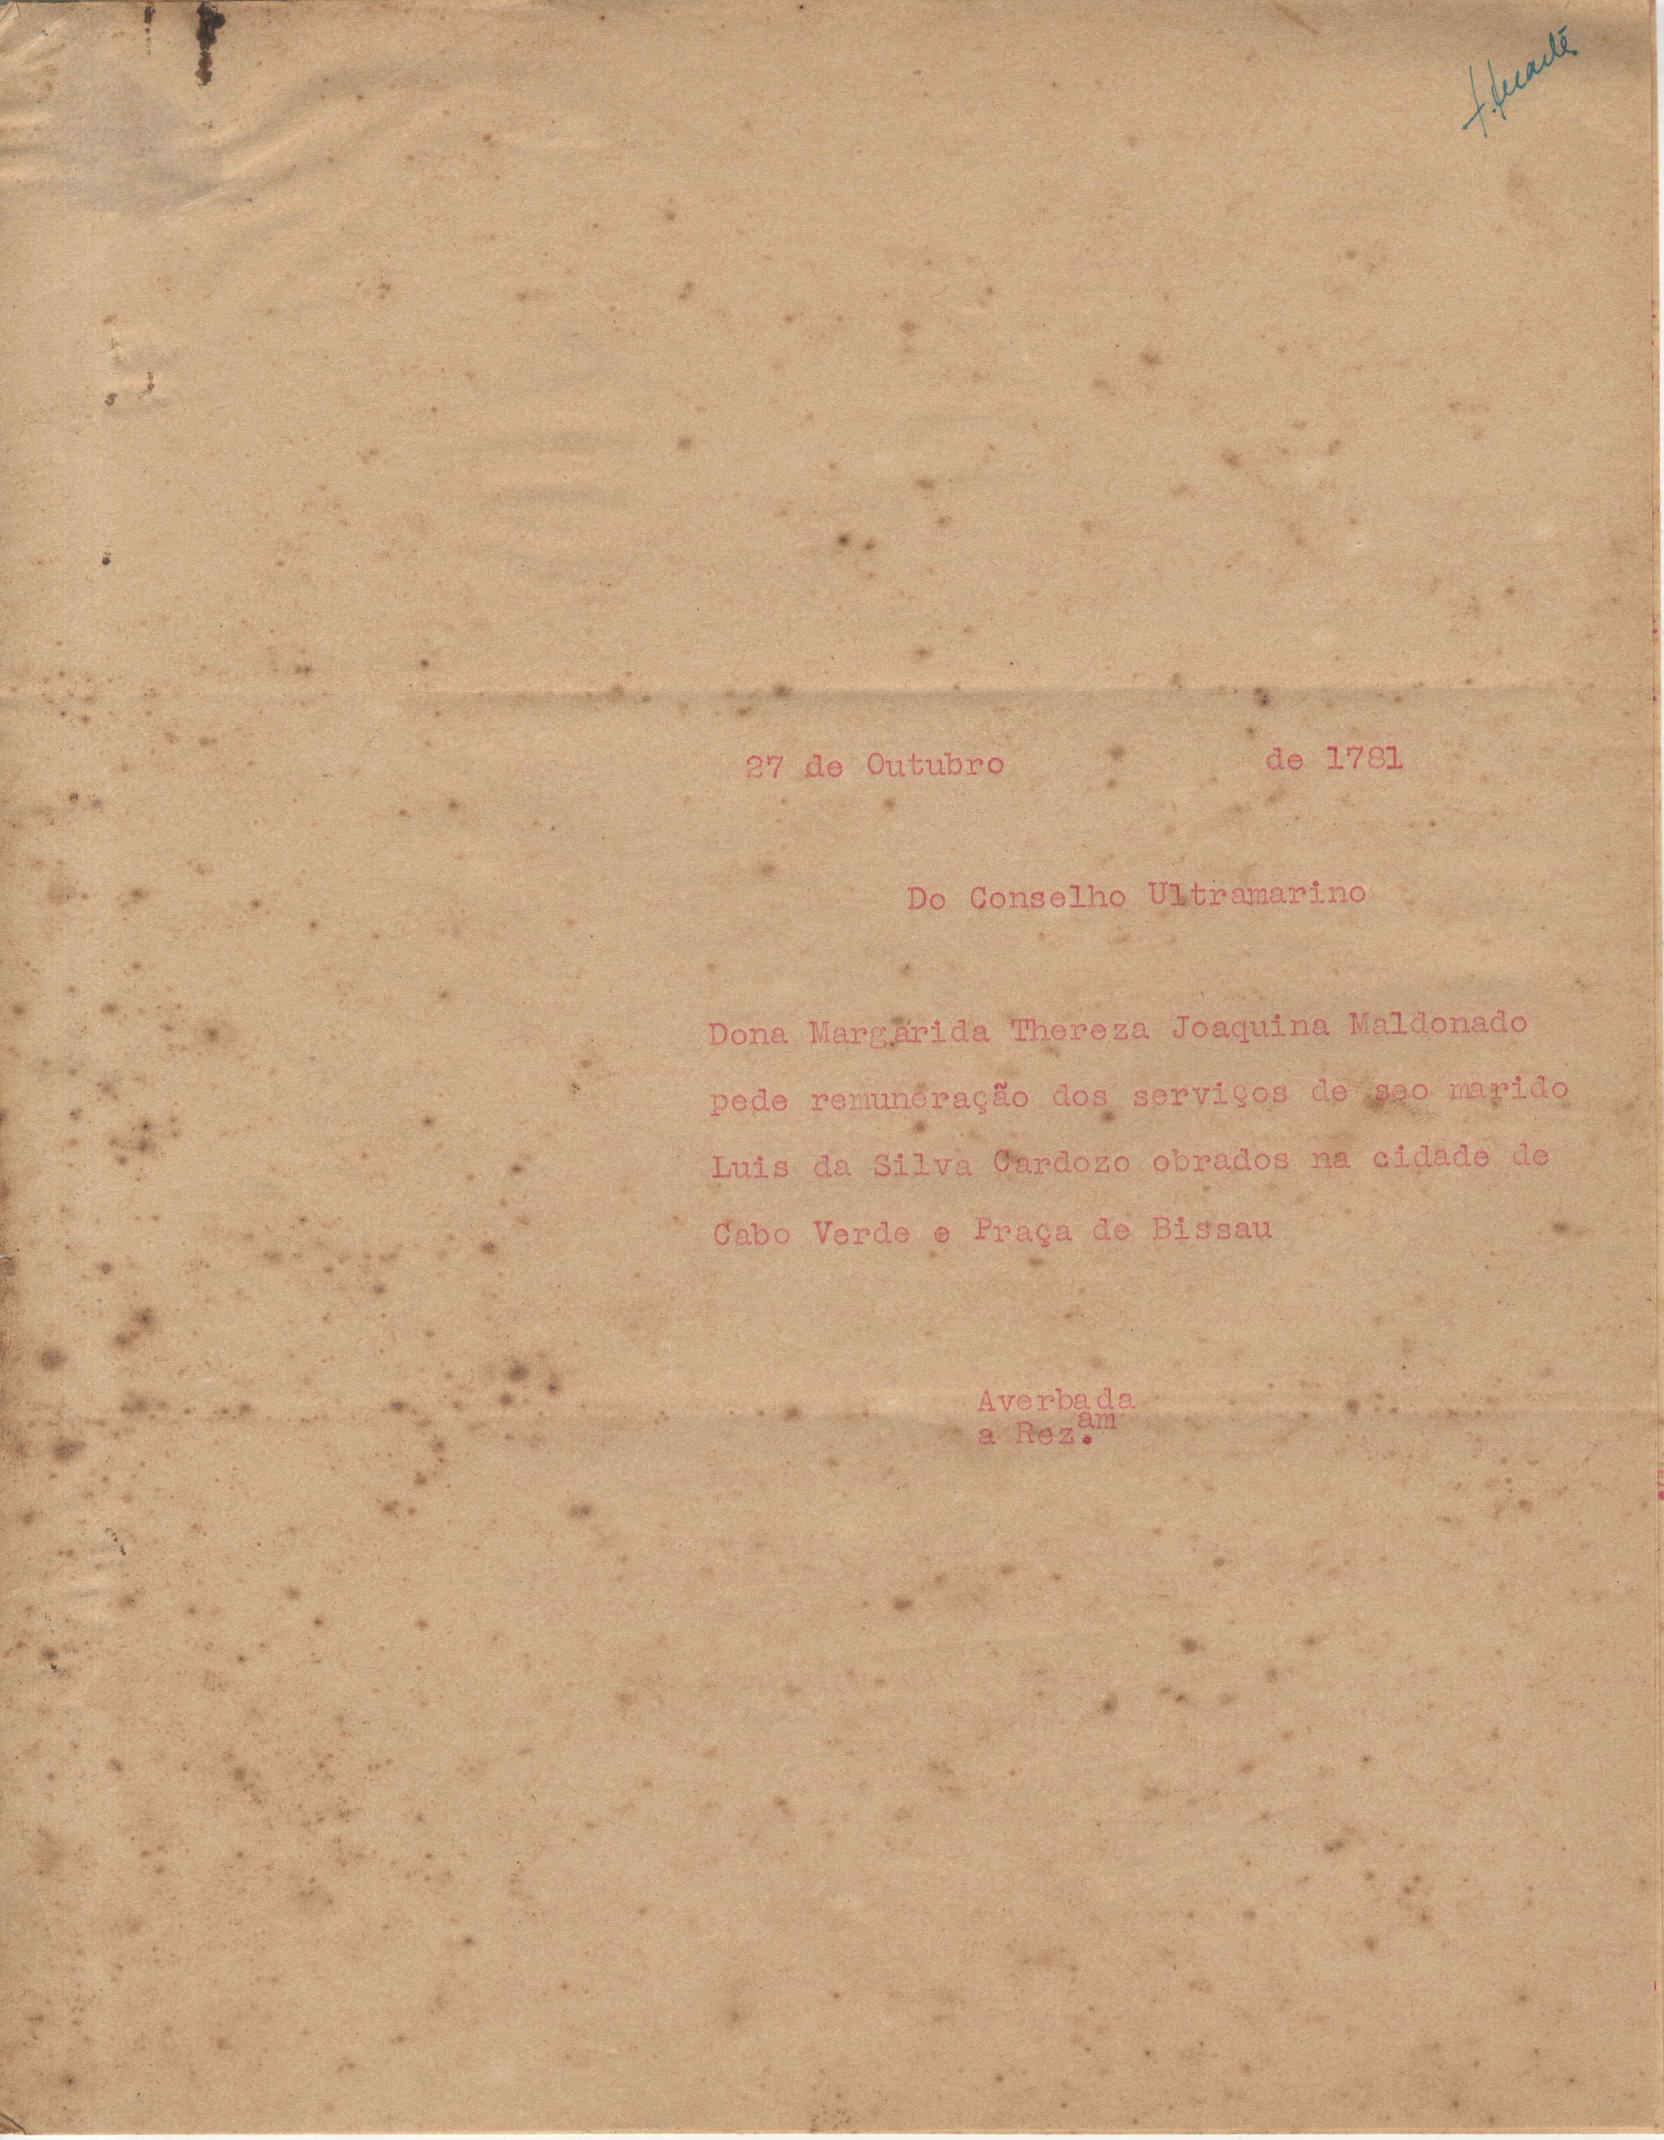 27 de Outubro de 1781
Do Conselho Ultramarino
Dona Margarida Thereza Joaquina Maldonado
pede remuneração dos serviços de seo marido
Luis da Silva Cardozo obrados na cidade de
Cabo Verde e Praça de Bissau
Averbada
a Rez.am